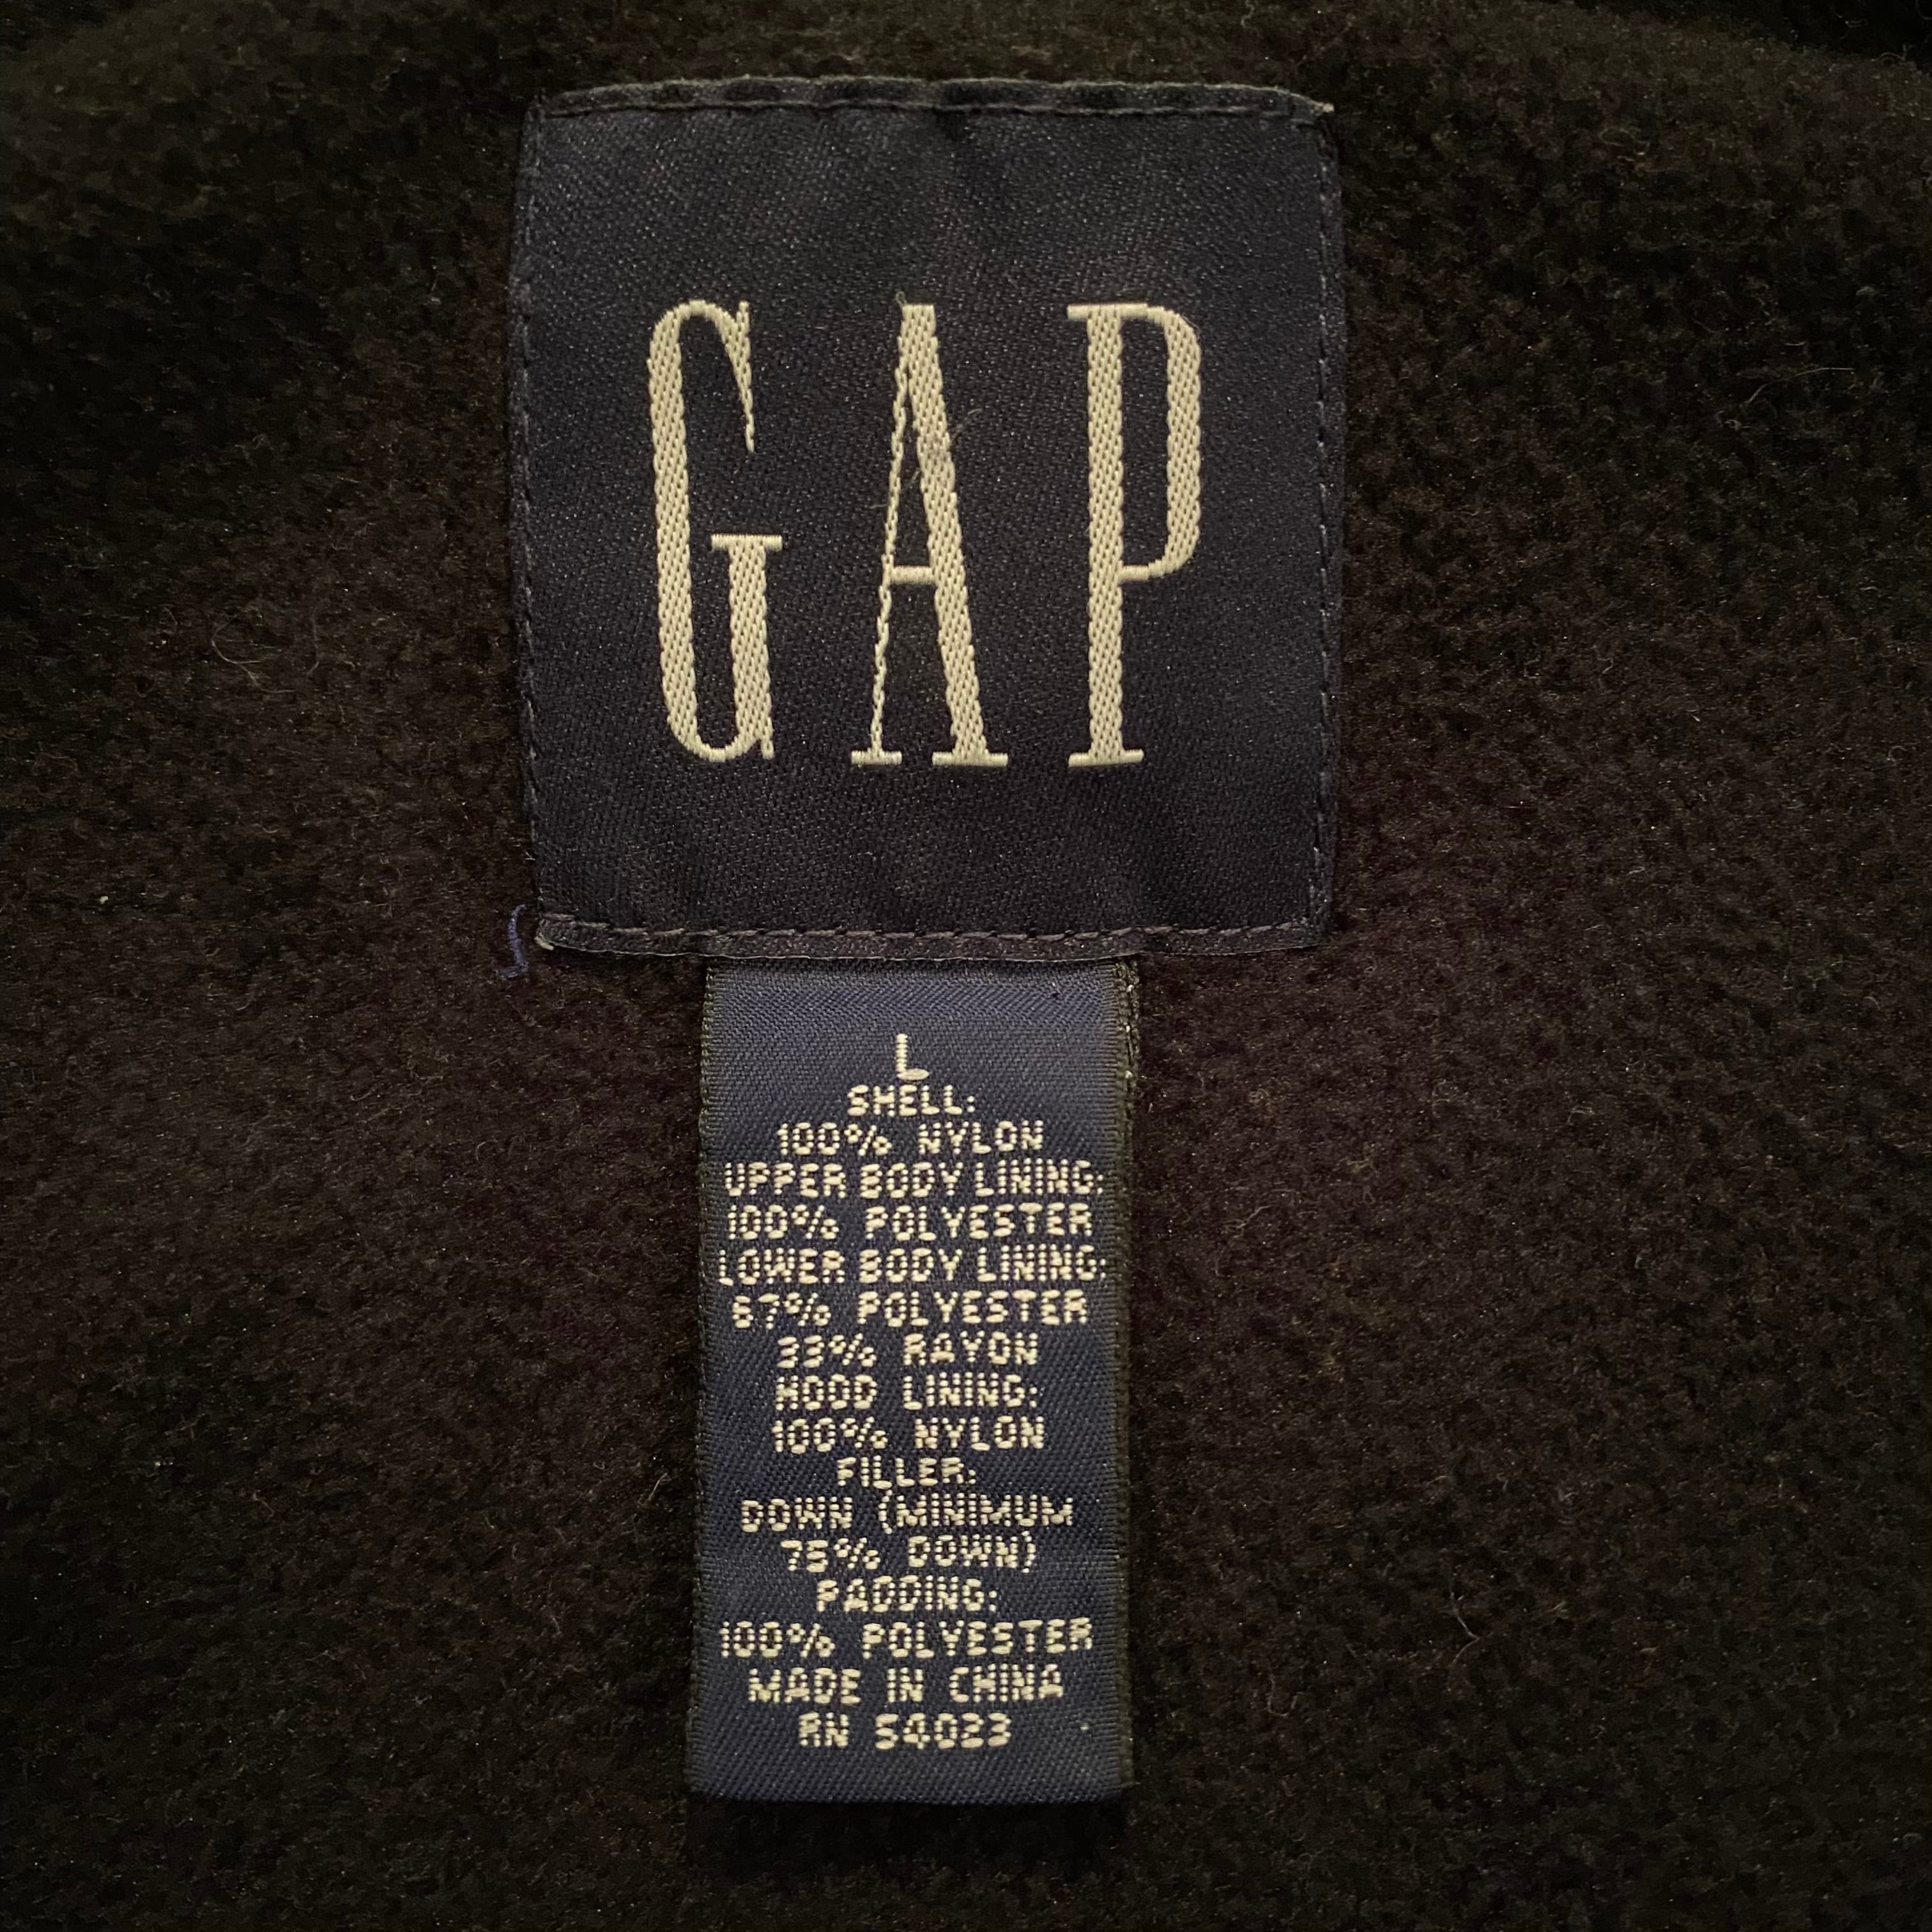 GAP
L
SHELL:
100% NYLON
UPPER BODY LINING:
100% POLYESTER
LOWER BODY LINING:
67% POLYESTER
33% RAYON
HOOD LINING:
100% NYLON
FILLER:
DOWN (MINIMUM
75% DOWN)
PADDING:
100% POLYESTER
MADE IN CHINA
RN 54023